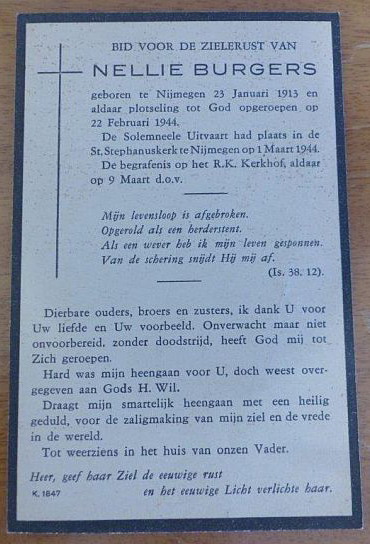 BID VOOR DE ZIELERUST VAN
NELLIE BURGERS
geboren te Nijmegen 23 Januari 1913 en
aldaar plotseling tot God opgeroepen op
22 Februari 1944.
De Solemneele Uitvaart had plaats in de
St. Stephanuskerk te Nijmegen op 1 Maart 1944.
De begrafenis op het R.K. Kerkhof, aldaar
op 9 Maart d.o.v.
Mijn levensloop is afgebroken.
Opgerold als een herderstent.
Als een wever heb ik mijn leven gesponnen.
Van de schering snijdt Hij mij af.
(Is. 38. 12).
Dierbare ouders, broers en zusters, ik dank U voor
Uw liefde en Uw voorbeeld. Onverwacht maar niet
onvoorbereid, zonder doodstrijd, heeft God mij tot
Zich geroepen.
Hard was mijn heengaan voor U, doch weest over-
gegeven aan Gods H. Wil.
Draagt mijn smartelijk heengaan met een heilig
geduld, voor de zaligmaking van mijn ziel en de vrede
in de wereld.
Tot weerziens in het huis van onzen Vader.
Heer, geef haar Ziel de eeuwige rust
K. 1847 en het eeuwige Licht verlichte haar.